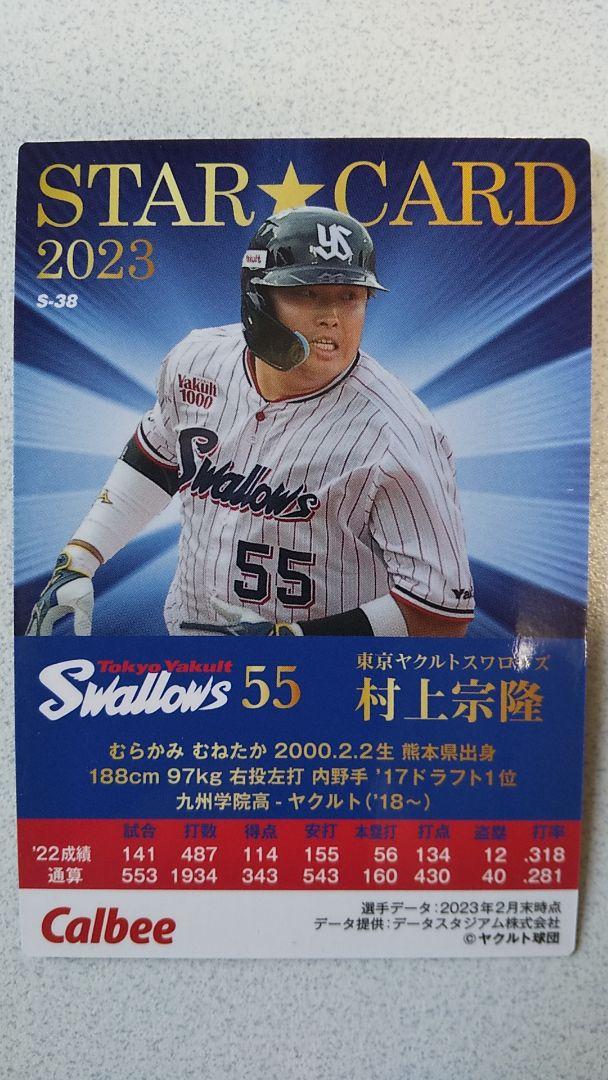 STAR★CARD
2023
S-38
YS
Yakult
Yakult
1000
Swallows
55
Tokyo Yakult
Swallows 55
東京ヤクルトスワローズ
村上宗隆
むらかみ むねたか 2000.2.2生 熊本県出身
188cm 97kg 右投左打 内野手 '17ドラフト1位
九州学院高 - ヤクルト('18〜)
試合 打数 得点 安打 本塁打 打点 盗塁 打率
'22成績 141 487 114 155 56 134 12 .318
通算 553 1934 343 543 160 430 40 .281
Calbee
選手データ：2023年2月末時点
データ提供：データスタジアム株式会社
©ヤクルト球団